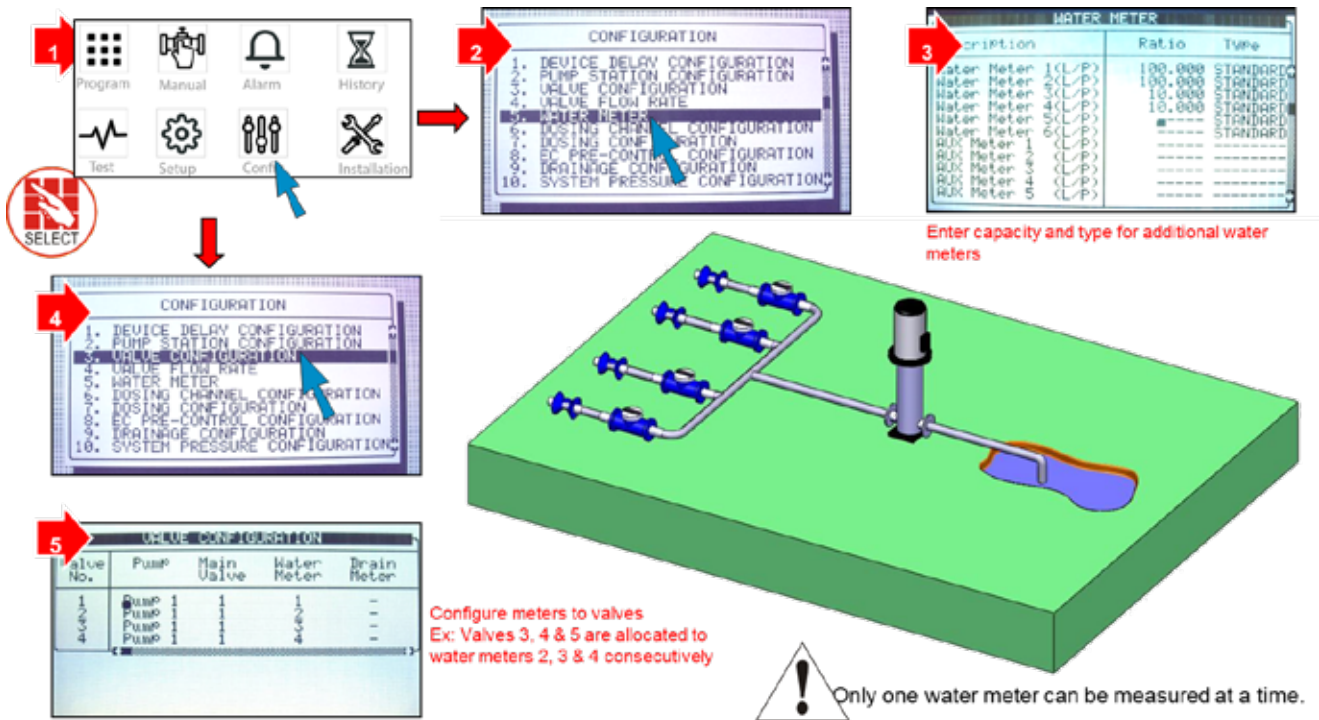 1
Program
Manual
Alarm
History
Test
Setup
Installation
SELECT
2
CONFIGURATION
1. DEVICE DELAY CONFIGURATION
2. PUMP STATION CONFIGURATION
3. VALVE CONFIGURATION
4. VALVE FLOW RATE
5. WATER METER
6. DOSING CHANNEL CONFIGURATION
7. DOSING CONFIGURATION
8. EC PRE-CONTROL CONFIGURATION
9. DRAINAGE CONFIGURATION
10. SYSTEM PRESSURE CONFIGURATION
3
WATER METER
Ratio Type
Water Meter 1(L/P) 100.000 STANDARD
Water Meter 2(L/P) 100.000 STANDARD
Water Meter 3(L/P) 10.000 STANDARD
Water Meter 4(L/P) 10.000 STANDARD
Water Meter 5(L/P) ------ STANDARD
Water Meter 6(L/P) ------ STANDARD
AUX Meter 1 (L/P) ------ ------
AUX Meter 2 (L/P) ------ ------
AUX Meter 3 (L/P) ------ ------
AUX Meter 4 (L/P) ------ ------
AUX Meter 5 (L/P) ------ ------
Enter capacity and type for additional water
meters
4
CONFIGURATION
1. DEVICE DELAY CONFIGURATION
2. PUMP STATION CONFIGURATION
3. VALVE CONFIGURATION
4. VALVE FLOW RATE
5. WATER METER
6. DOSING CHANNEL CONFIGURATION
7. DOSING CONFIGURATION
8. EC PRE-CONTROL CONFIGURATION
9. DRAINAGE CONFIGURATION
10. SYSTEM PRESSURE CONFIGURATION
5
VALVE CONFIGURATION
Valve Pump Main Water Drain
No. Valve Meter Meter
1 Pump 1 1 1 -
2 Pump 1 1 2 -
3 Pump 1 1 3 -
4 Pump 1 1 4 -
Configure meters to valves
Ex: Valves 3, 4 & 5 are allocated to
water meters 2, 3 & 4 consecutively
Only one water meter can be measured at a time.